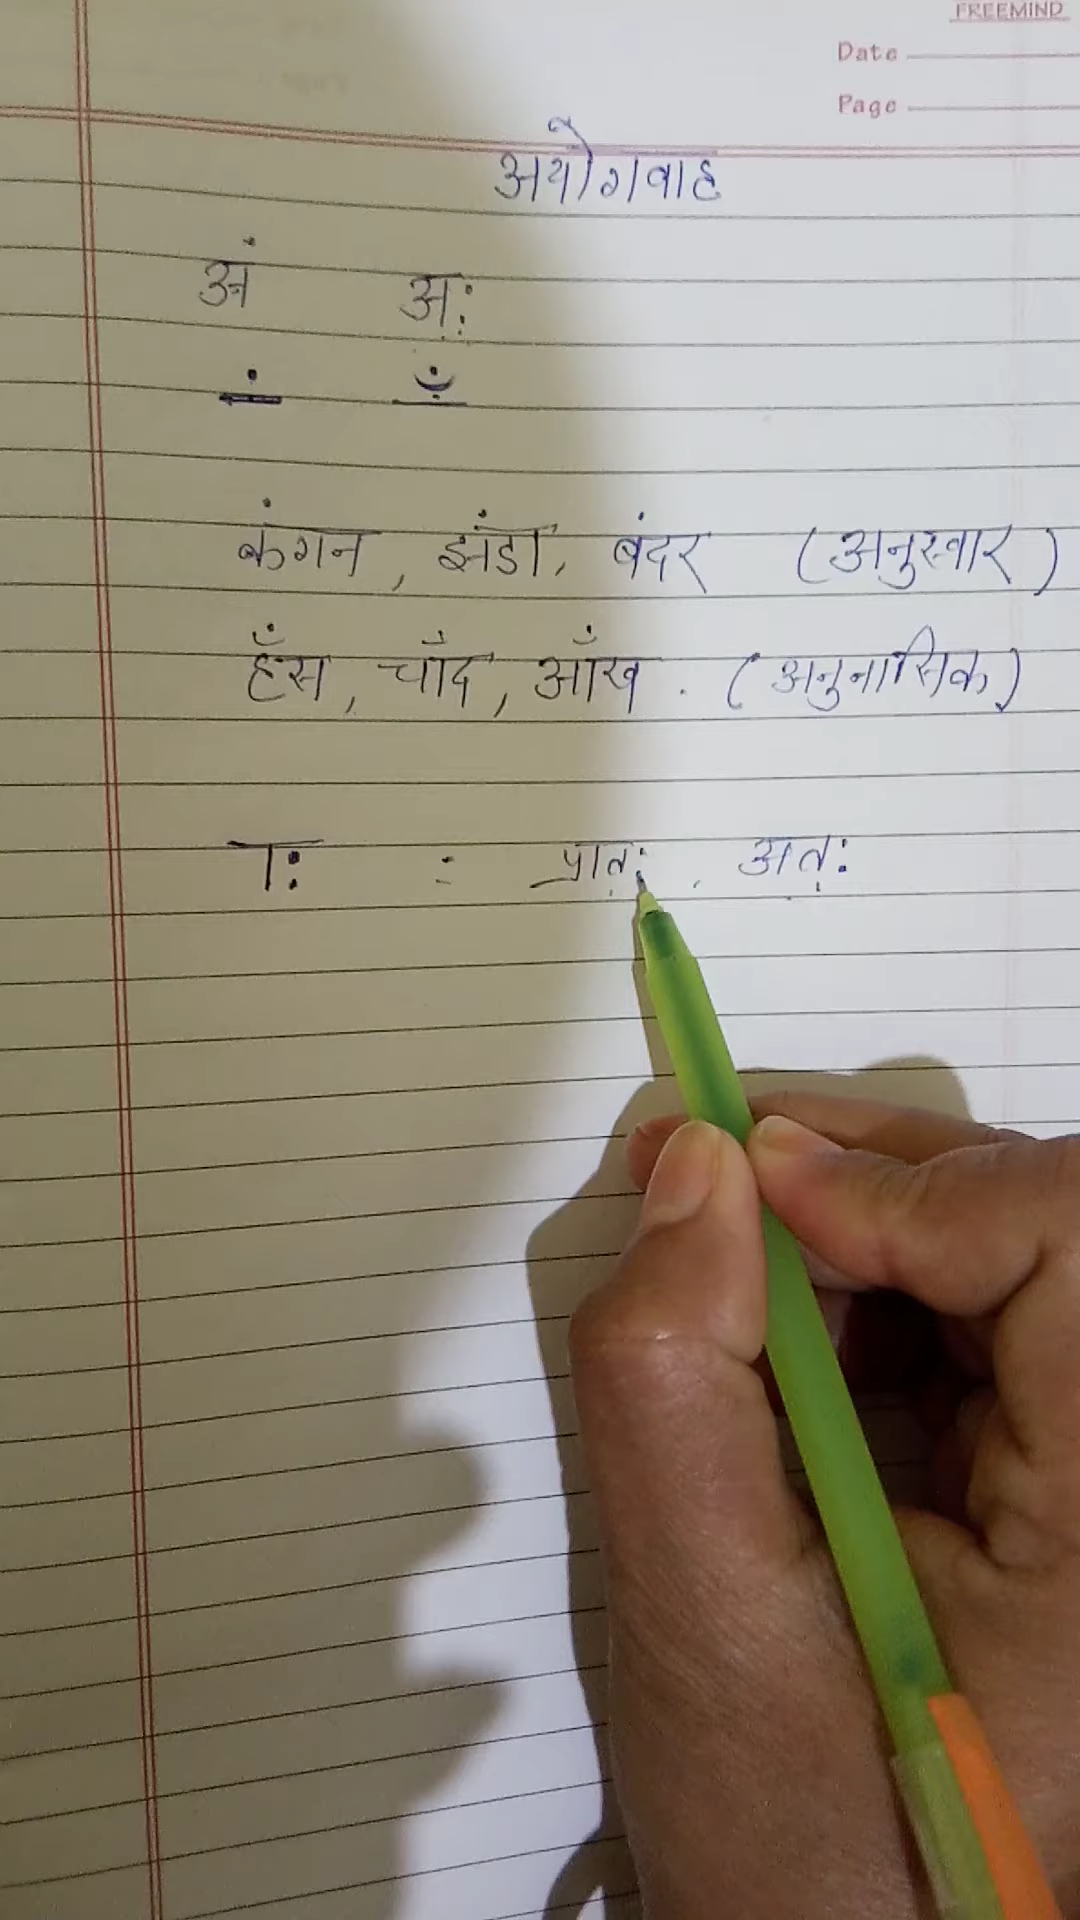 FREEMIND
Date
Page
अयोगवाह
अं अः
ं ँ
कंगन, झंडा, बंदर (अनुस्वार)
हँस, चाँद, आँख. (अनुनासिक)
ाः = प्रातः, अतः